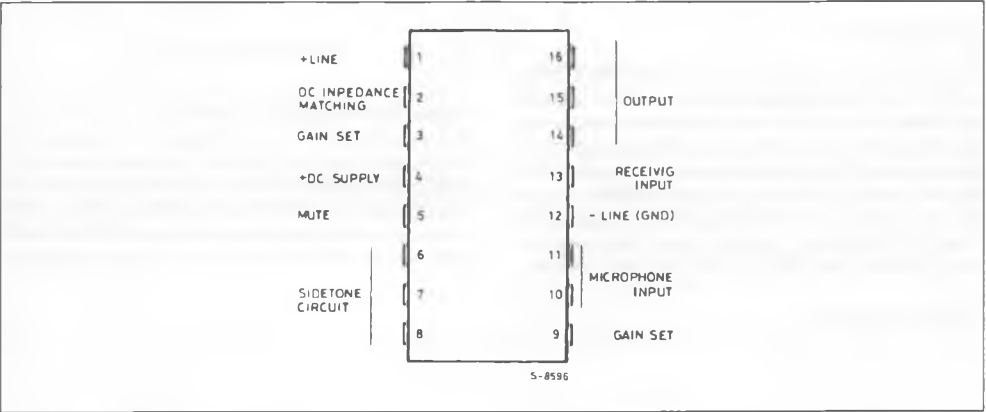 +LINE
1
16
DC INPEDANCE
MATCHING
2
15
OUTPUT
GAIN SET
3
14
+DC SUPPLY
4
13
RECEIVIG
INPUT
MUTE
5
12
- LINE (GND)
6
11
MICROPHONE
INPUT
SIDETONE
CIRCUIT
7
10
8
9
GAIN SET
S-8596